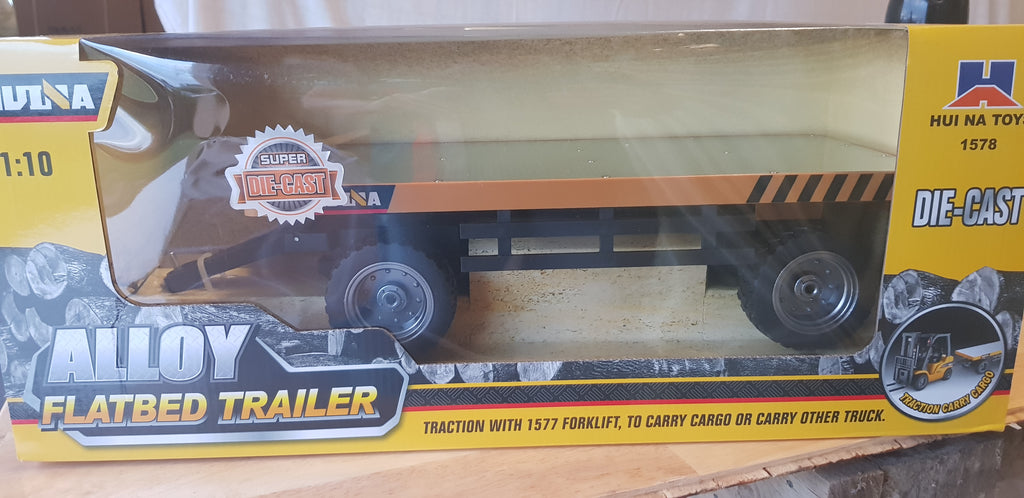 HUINA
1:10
SUPER
DIE-CAST
HUI NA TOYS
1578
DIE-CAST
ALLOY
FLATBED TRAILER
TRACTION WITH 1577 FORKLIFT, TO CARRY CARGO OR CARRY OTHER TRUCK.
TRACTION CARRY CARGO